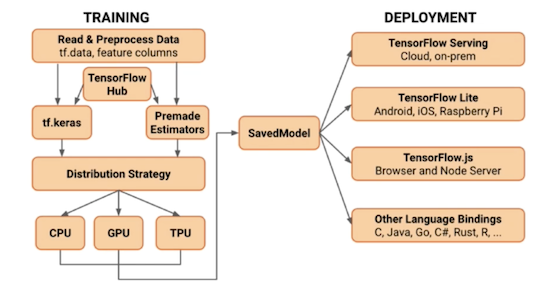 TRAINING
DEPLOYMENT
Read & Preprocess Data
tf.data, feature columns
TensorFlow
Hub
tf.keras
Premade
Estimators
Distribution Strategy
CPU
GPU
TPU
SavedModel
TensorFlow Serving
Cloud, on-prem
TensorFlow Lite
Android, iOS, Raspberry Pi
TensorFlow.js
Browser and Node Server
Other Language Bindings
C, Java, Go, C#, Rust, R, ...